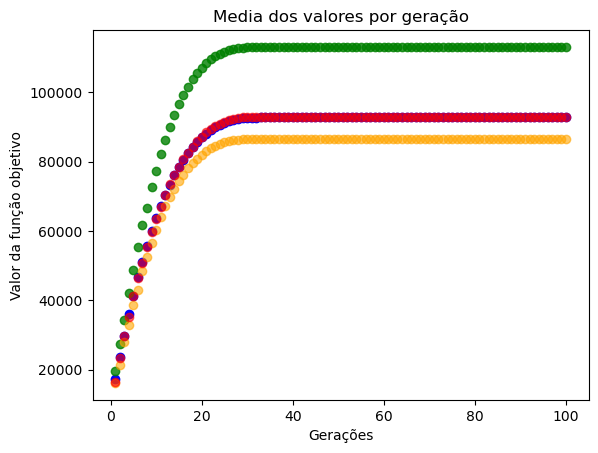 Media dos valores por geração
Valor da função objetivo
100000
80000
60000
40000
20000
0 20 40 60 80 100
Gerações